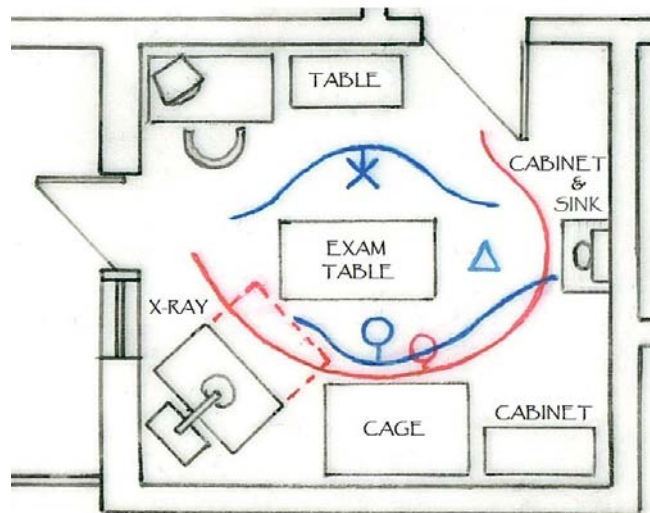 TABLE
CABINET
&
SINK
EXAM
TABLE
X-RAY
CAGE
CABINET